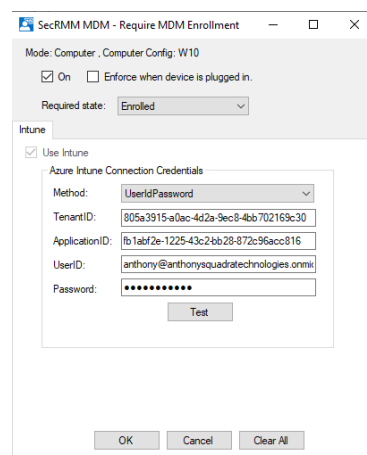 SecRMM MDM - Require MDM Enrollment
Mode: Computer , Computer Config: W10
On Enforce when device is plugged in.
Required state: Enrolled
Intune
Use Intune
Azure Intune Connection Credentials
Method: UserIdPassword
TenantID: 805a3915-a0ac-4d2a-9ec8-4bb702169c30
ApplicationID: fb1abf2e-1225-43c2-bb28-872c96acc816
UserID: anthony@anthonysquadratechnologies.onmic
Password: ●●●●●●●●●●●
Test
OK Cancel Clear All